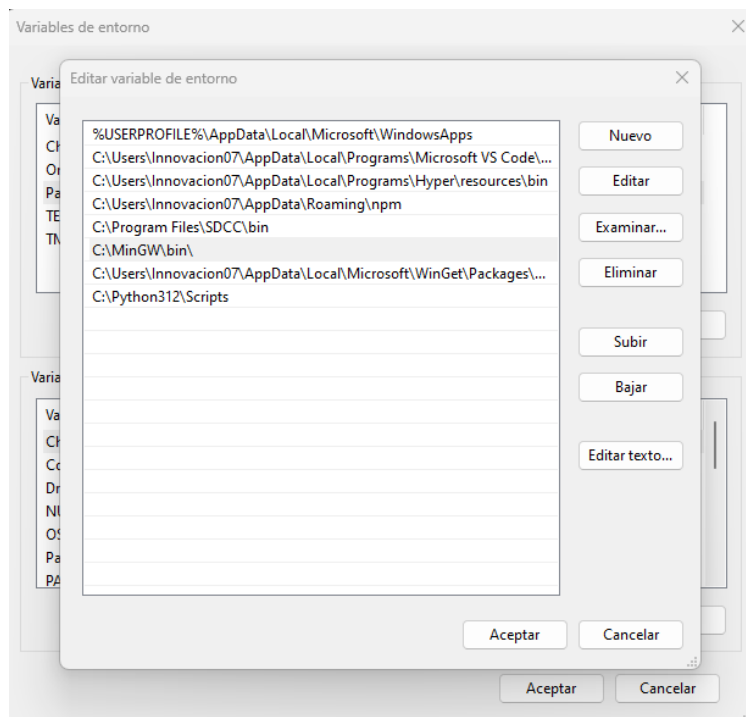 Variables de entorno
Editar variable de entorno
%USERPROFILE%\AppData\Local\Microsoft\WindowsApps
C:\Users\Innovacion07\AppData\Local\Programs\Microsoft VS Code\...
C:\Users\Innovacion07\AppData\Local\Programs\Hyper\resources\bin
C:\Users\Innovacion07\AppData\Roaming\npm
C:\Program Files\SDCC\bin
C:\MinGW\bin\
C:\Users\Innovacion07\AppData\Local\Microsoft\WinGet\Packages\...
C:\Python312\Scripts
Nuevo
Editar
Examinar...
Eliminar
Subir
Bajar
Editar texto...
Aceptar Cancelar
Aceptar Cancelar